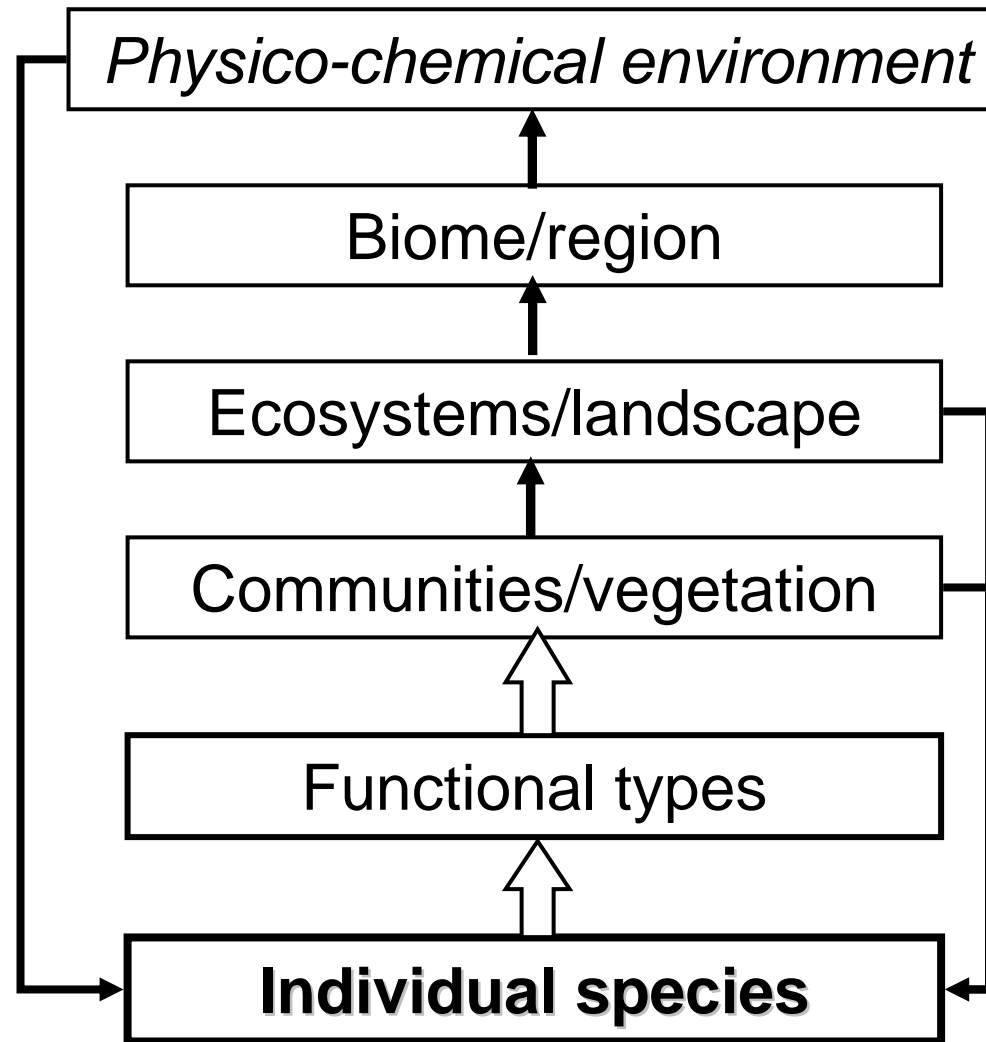 Physico-chemical environment
Biome/region
Ecosystems/landscape
Communities/vegetation
Functional types
Individual species